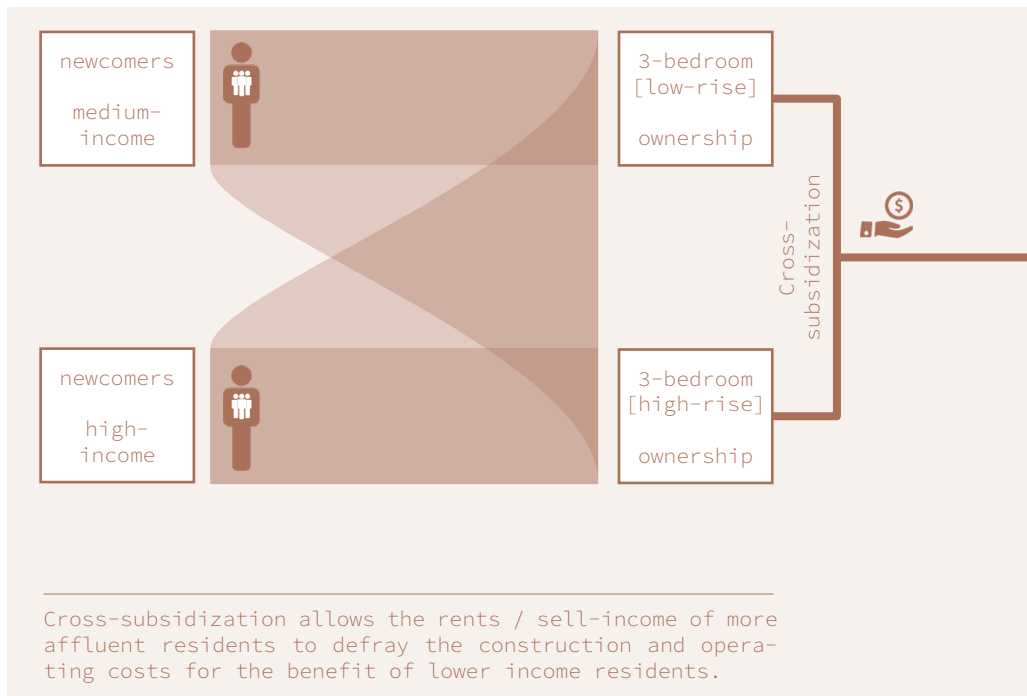 newcomers
medium-
income
3-bedroom
[low-rise]
ownership
Cross-
subsidization
$
newcomers
high-
income
3-bedroom
[high-rise]
ownership
Cross-subsidization allows the rents / sell-income of more
affluent residents to defray the construction and opera-
ting costs for the benefit of lower income residents.